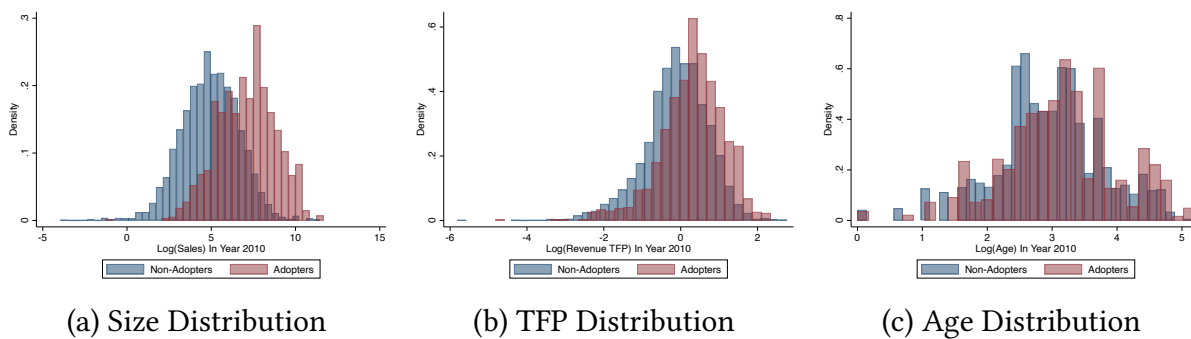 .3
.2
.1
0
Density
-5
0
5
10
15
Log(Sales) In Year 2010
Non-Adopters
Adopters
(a) Size Distribution
.6
.4
.2
0
Density
-6
-4
-2
0
2
Log(Revenue TFP) In Year 2010
Non-Adopters
Adopters
(b) TFP Distribution
.8
.6
.4
.2
0
Density
0
1
2
3
4
5
Log(Age) In Year 2010
Non-Adopters
Adopters
(c) Age Distribution